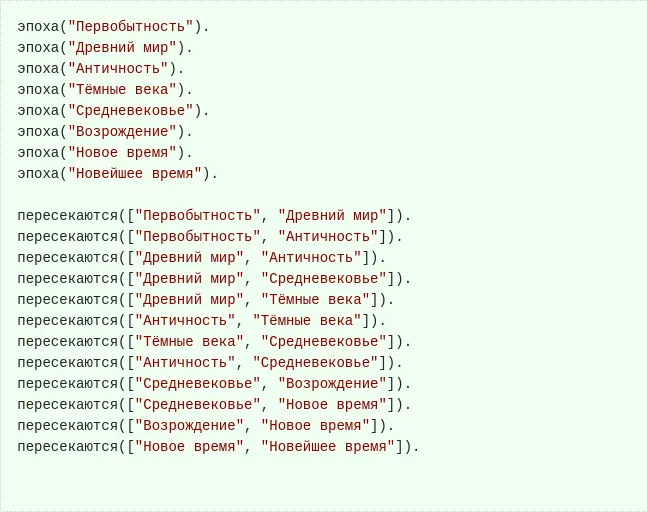 эпоха("Первобытность").
эпоха("Древний мир").
эпоха("Античность").
эпоха("Тёмные века").
эпоха("Средневековье").
эпоха("Возрождение").
эпоха("Новое время").
эпоха("Новейшее время").
пересекаются(["Первобытность", "Древний мир"]).
пересекаются(["Первобытность", "Античность"]).
пересекаются(["Древний мир", "Античность"]).
пересекаются(["Древний мир", "Средневековье"]).
пересекаются(["Древний мир", "Тёмные века"]).
пересекаются(["Античность", "Тёмные века"]).
пересекаются(["Тёмные века", "Средневековье"]).
пересекаются(["Античность", "Средневековье"]).
пересекаются(["Средневековье", "Возрождение"]).
пересекаются(["Средневековье", "Новое время"]).
пересекаются(["Возрождение", "Новое время"]).
пересекаются(["Новое время", "Новейшее время"]).